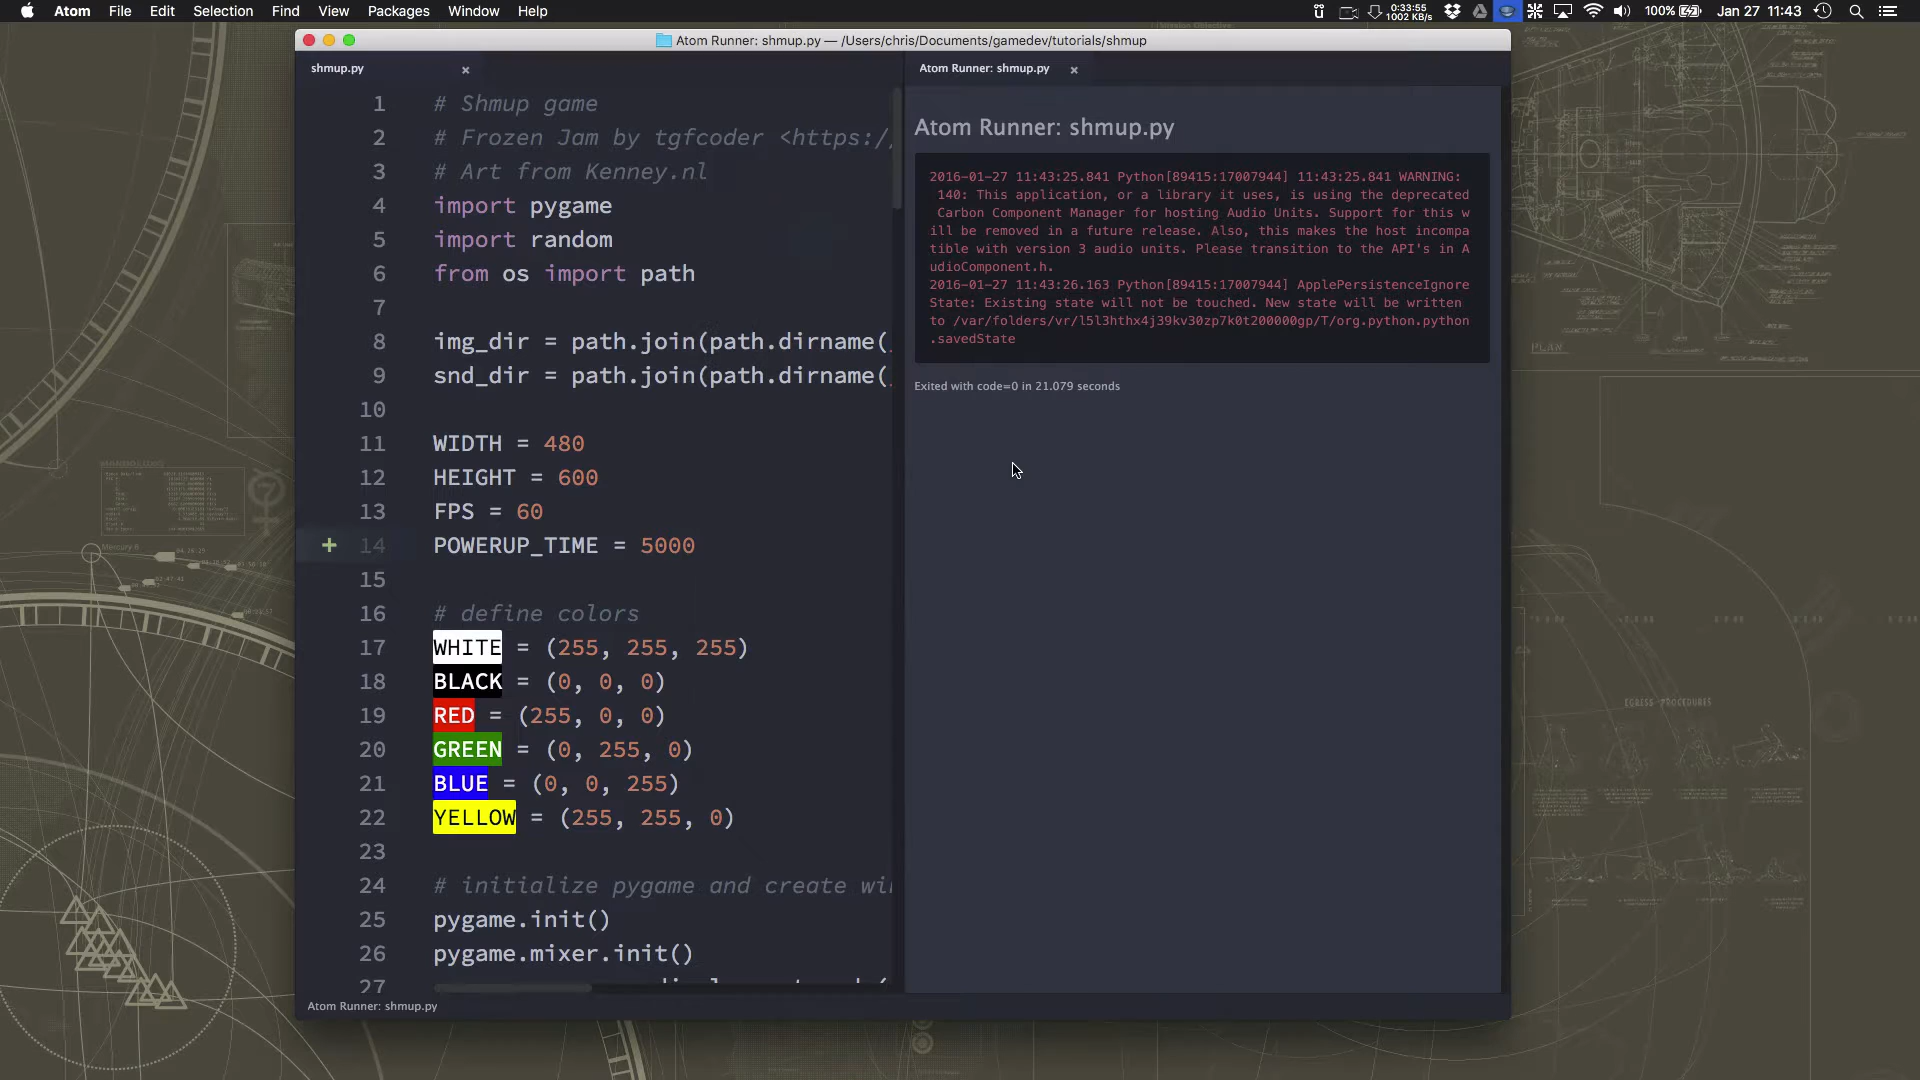 Atom File Edit Selection Find View Packages Window Help
0:33:55
1002 KB/s
100% Jan 27 11:43
Atom Runner: shmup.py — /Users/chris/Documents/gamedev/tutorials/shmup
shmup.py ×
1 # Shmup game
2 # Frozen Jam by tgfcoder <https:/
3 # Art from Kenney.nl
4 import pygame
5 import random
6 from os import path
7
8 img_dir = path.join(path.dirname(
9 snd_dir = path.join(path.dirname(
10
11 WIDTH = 480
12 HEIGHT = 600
13 FPS = 60
+ 14 POWERUP_TIME = 5000
15
16 # define colors
17 WHITE = (255, 255, 255)
18 BLACK = (0, 0, 0)
19 RED = (255, 0, 0)
20 GREEN = (0, 255, 0)
21 BLUE = (0, 0, 255)
22 YELLOW = (255, 255, 0)
23
24 # initialize pygame and create wi
25 pygame.init()
26 pygame.mixer.init()
27
Atom Runner: shmup.py ×
Atom Runner: shmup.py
2016-01-27 11:43:25.841 Python[89415:17007944] 11:43:25.841 WARNING:
140: This application, or a library it uses, is using the deprecated
Carbon Component Manager for hosting Audio Units. Support for this w
ill be removed in a future release. Also, this makes the host incompa
tible with version 3 audio units. Please transition to the API's in A
udioComponent.h.
2016-01-27 11:43:26.163 Python[89415:17007944] ApplePersistenceIgnore
State: Existing state will not be touched. New state will be written
to /var/folders/vr/l5l3hthx4j39kv30zp7k0t200000gp/T/org.python.python
.savedState
Exited with code=0 in 21.079 seconds
Atom Runner: shmup.py
PLAN
EGRESS PROCEDURES
Mercury 8